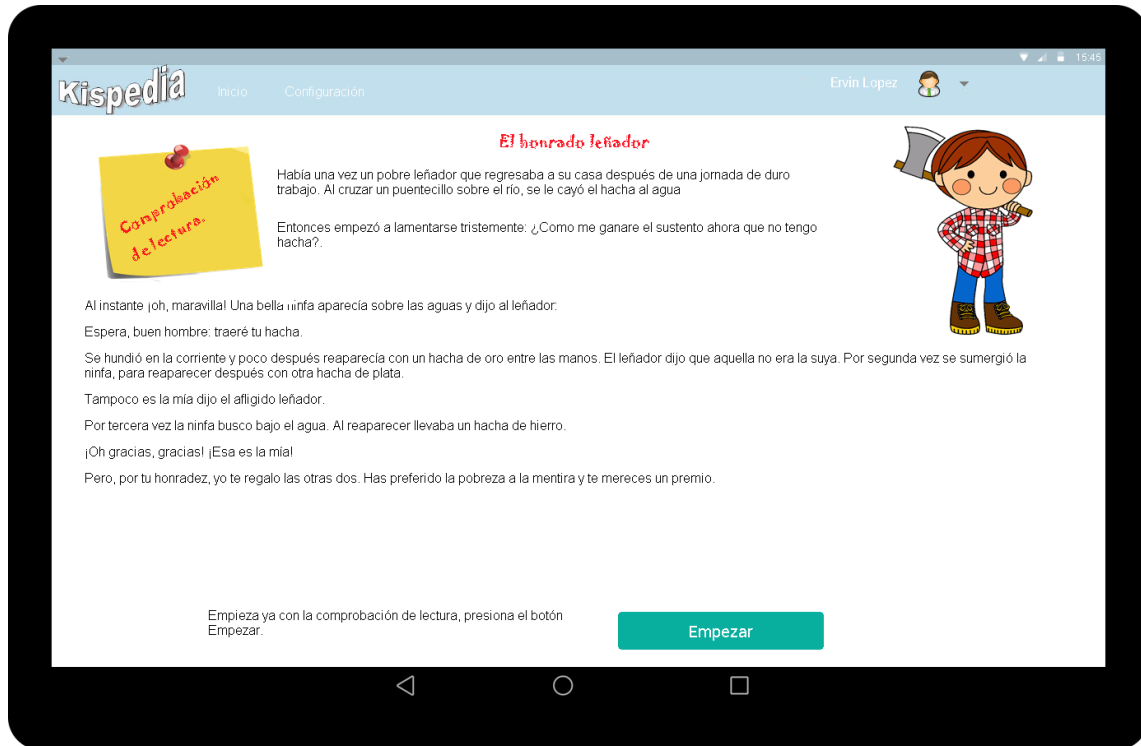 15:45
Kispedia
Inicio
Configuración
Ervin Lopez
El honrado leñador
Comprobación
de lectura.
Había una vez un pobre leñador que regresaba a su casa después de una jornada de duro
trabajo. Al cruzar un puentecillo sobre el río, se le cayó el hacha al agua
Entonces empezó a lamentarse tristemente: ¿Como me ganare el sustento ahora que no tengo
hacha?.
Al instante ¡oh, maravilla! Una bella ninfa aparecía sobre las aguas y dijo al leñador:
Espera, buen hombre: traeré tu hacha.
Se hundió en la corriente y poco después reaparecía con un hacha de oro entre las manos. El leñador dijo que aquella no era la suya. Por segunda vez se sumergió la
ninfa, para reaparecer después con otra hacha de plata.
Tampoco es la mía dijo el afligido leñador.
Por tercera vez la ninfa busco bajo el agua. Al reaparecer llevaba un hacha de hierro.
¡Oh gracias, gracias! ¡Esa es la mía!
Pero, por tu honradez, yo te regalo las otras dos. Has preferido la pobreza a la mentira y te mereces un premio.
Empieza ya con la comprobación de lectura, presiona el botón
Empezar.
Empezar